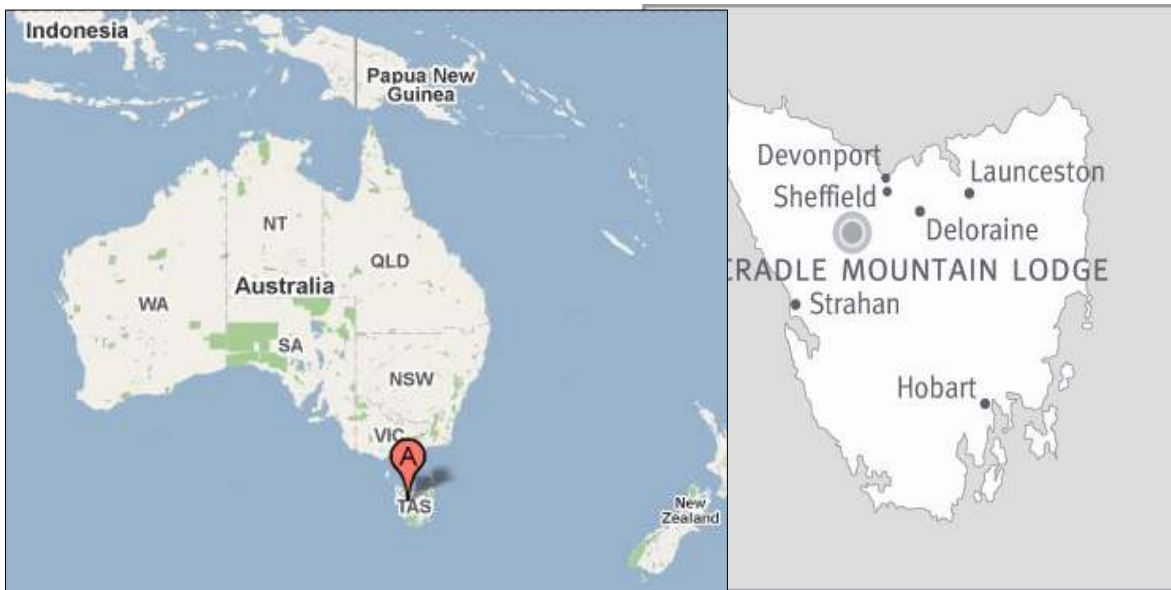 Indonesia
Papua New
Guinea
NT
QLD
Australia
WA
SA
NSW
VIC
A
TAS
New
Zealand
Devonport
Launceston
Sheffield
Deloraine
CRADLE MOUNTAIN LODGE
Strahan
Hobart